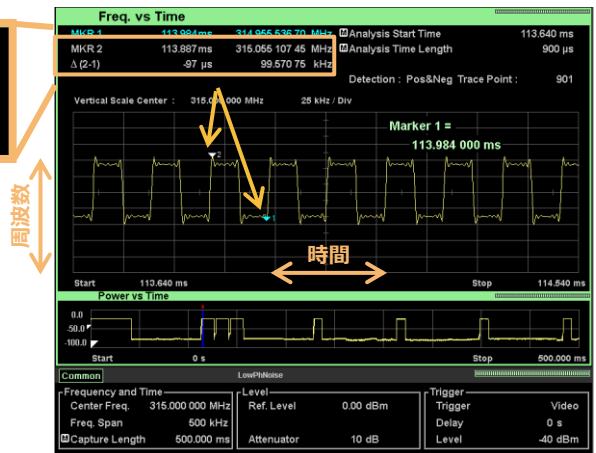 Freq. vs Time
MKR 1 113.984ms 314.955 536 70 MHz M Analysis Start Time 113.640 ms
MKR 2 113.887ms 315.055 107 45 MHz M Analysis Time Length 900 µs
Δ (2-1) -97 µs 99.570 75 kHz
Detection : Pos&Neg Trace Point : 901
Vertical Scale Center : 315.000 000 MHz 25 kHz / Div
Marker 1 =
113.984 000 ms
2
1
周波数
時間
Start 113.640 ms Stop 114.540 ms
Power vs Time
0.0
-50.0
-100.0
Start 0 s Stop 500.000 ms
Common LowPhNoise
Frequency and Time Level Trigger
Center Freq. 315.000 000 MHz Ref. Level 0.00 dBm Trigger Video
Freq. Span 500 kHz Delay 0 s
M Capture Length 500.000 ms Attenuator 10 dB Level -40 dBm